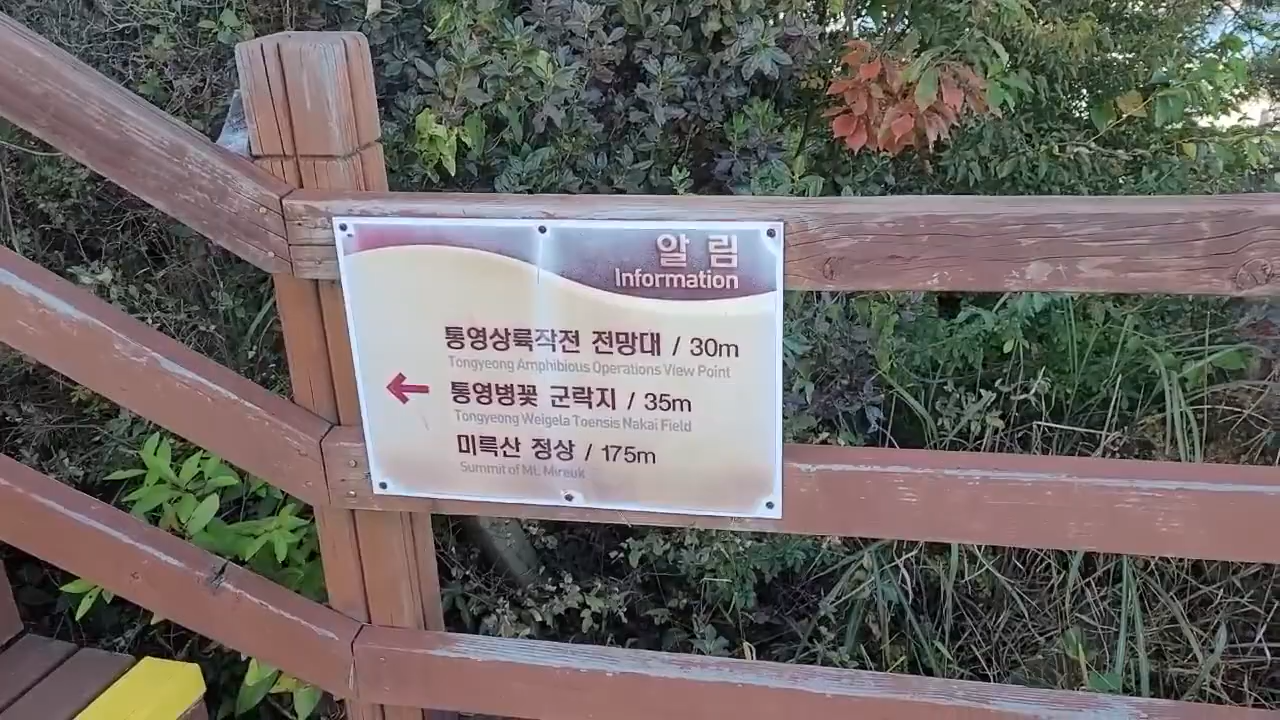 알림
Information
통영상륙작전 전망대 / 30m
Tongyeong Amphibious Operations View Point
통영병꽃 군락지 / 35m
Tongyeong Weigela Toensis Nakai Field
미륵산 정상 / 175m
Summit of Mt. Mireuk